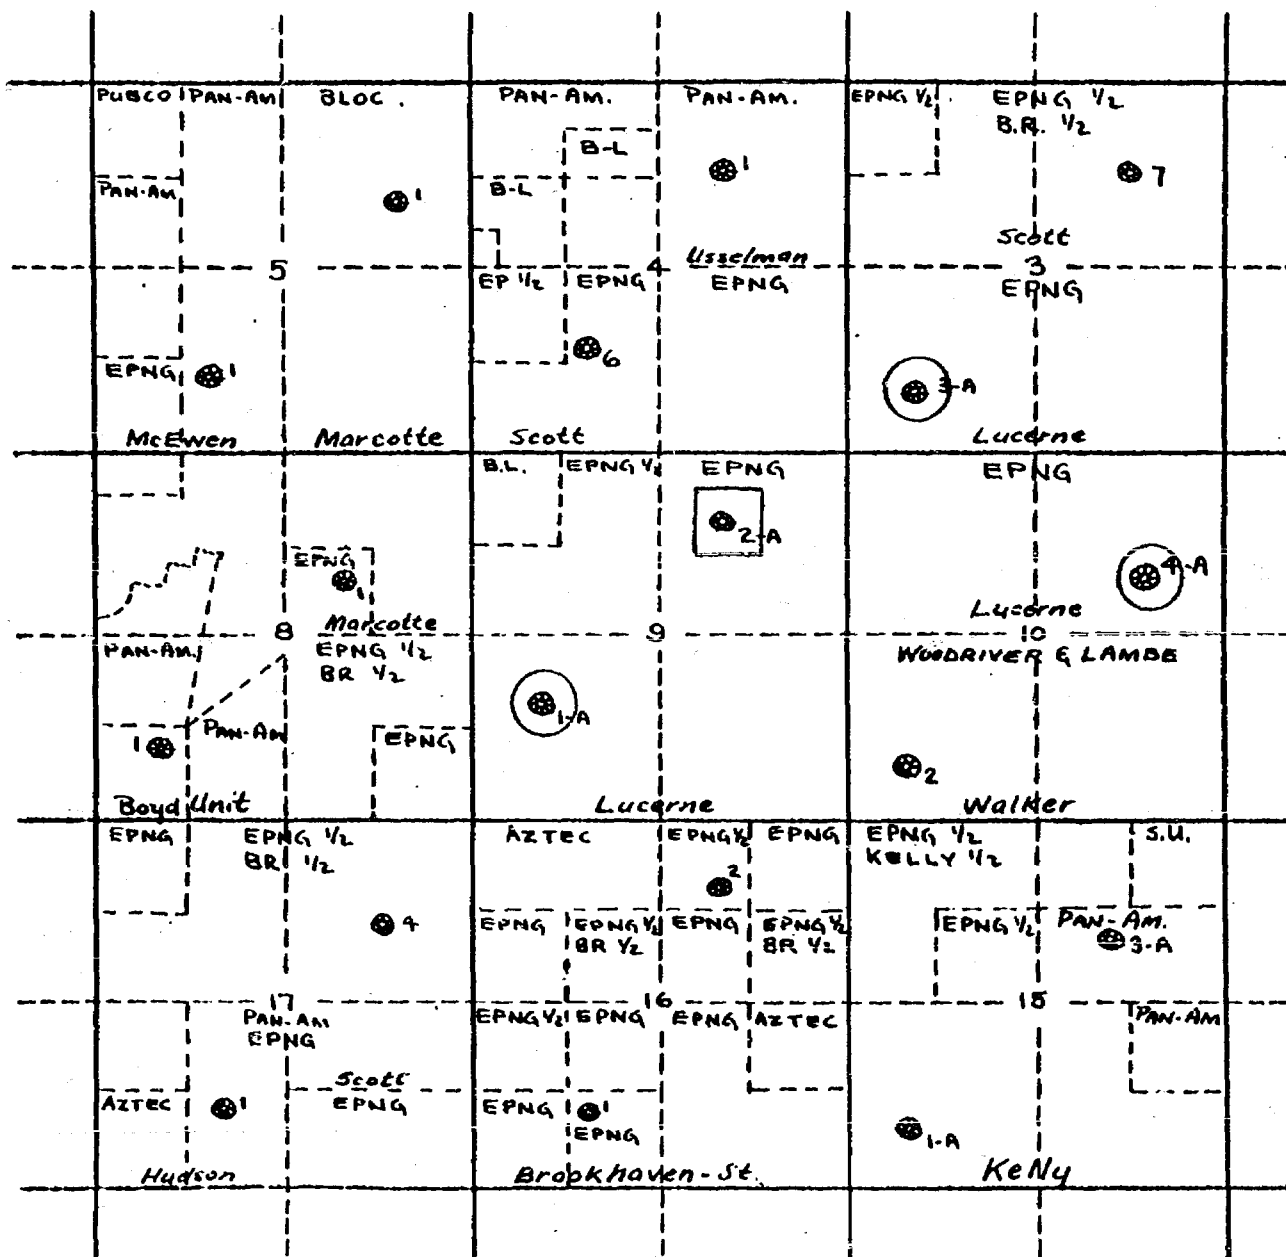 PUBCO PAN-AM BLOC. PAN-AM. PAN-AM. EPNG 1/2 EPNG 1/2
B.R. 1/2
B-L
1 7
PAN-AM B-L
1
Scott
Usselman
5 4 3
EP 1/2 EPNG EPNG EPNG
6
EPNG 1 3-A
McEwen Marcotte Scott Lucerne
B.L. EPNG 1/2 EPNG EPNG
2-A
EPNG 4-A
1
Marcotte Lucerne
8 9 10
PAN-AM. EPNG 1/2 WOODRIVER & LAMBE
BR 1/2
1-A
PAN-AM EPNG
1 2
Boyd Unit Lucerne Walker
EPNG EPNG 1/2 AZTEC EPNG 1/2 EPNG EPNG 1/2 S.U.
BR 1/2 KELLY 1/2
2
4 EPNG EPNG 1/2 EPNG EPNG 1/2 EPNG 1/2 PAN-AM.
BR 1/2 BR 1/2 3-A
17 16 15
PAN-AM EPNG 1/2 EPNG EPNG AZTEC PAN-AM
EPNG
Scott
AZTEC 1 EPNG EPNG 1
EPNG 1-A
Hudson Brookhaven-St. Kelly